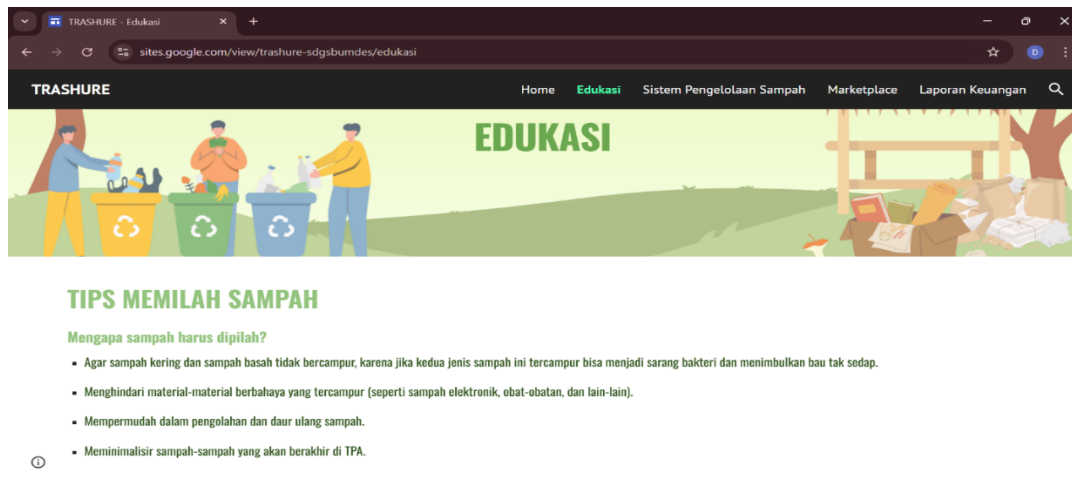 TRASHURE - Edukasi
sites.google.com/view/trashure-sdgsbumdes/edukasi
D
TRASHURE
Home Edukasi Sistem Pengelolaan Sampah Marketplace Laporan Keuangan
EDUKASI
TIPS MEMILAH SAMPAH
Mengapa sampah harus dipilah?
Agar sampah kering dan sampah basah tidak bercampur, karena jika kedua jenis sampah ini tercampur bisa menjadi sarang bakteri dan menimbulkan bau tak sedap.
Menghindari material-material berbahaya yang tercampur (seperti sampah elektronik, obat-obatan, dan lain-lain).
Mempermudah dalam pengolahan dan daur ulang sampah.
Meminimalisir sampah-sampah yang akan berakhir di TPA.